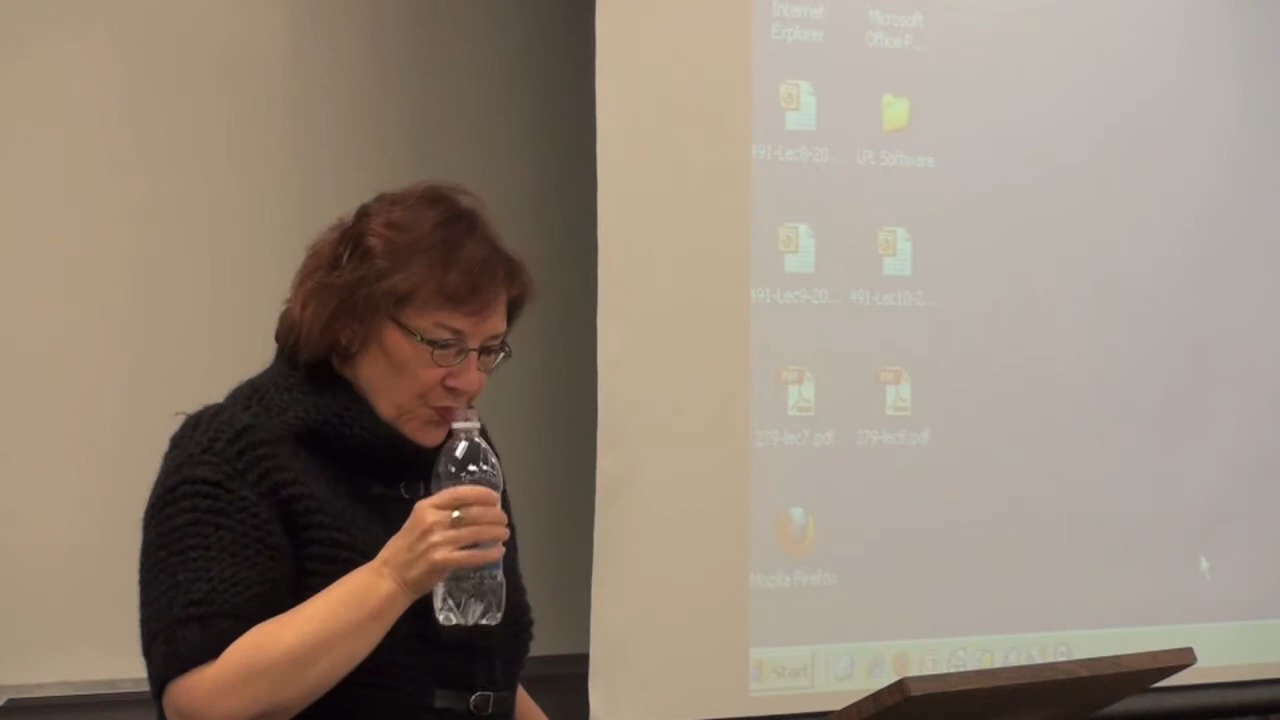 Internet
Explorer
Microsoft
Office P...
491-Lec8-20...
LPL Software
491-Lec9-20...
491-Lec10-2...
279-lec7.pdf
279-lec8.pdf
Mozilla Firefox
Start